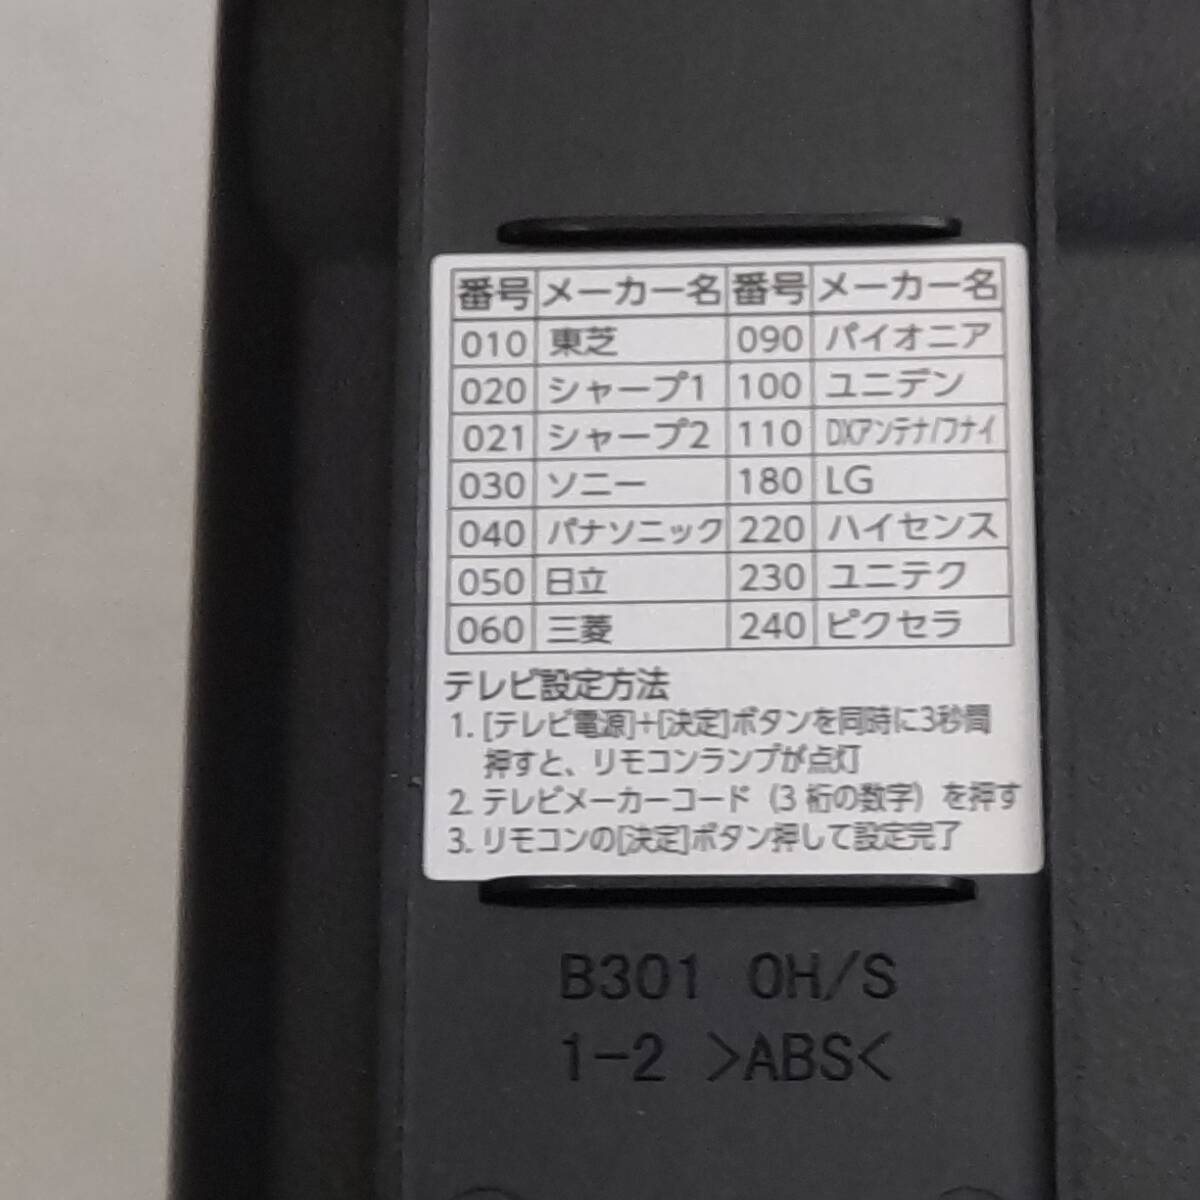 番号 メーカー名 番号 メーカー名
010 東芝 090 パイオニア
020 シャープ1 100 ユニデン
021 シャープ2 110 DXアンテナ/フナイ
030 ソニー 180 LG
040 パナソニック 220 ハイセンス
050 日立 230 ユニテク
060 三菱 240 ピクセラ
テレビ設定方法
1. [テレビ電源]+[決定]ボタンを同時に3秒間
押すと、リモコンランプが点灯
2. テレビメーカーコード（3 桁の数字）を押す
3. リモコンの[決定]ボタン押して設定完了
B301 OH/S
1-2 >ABS<